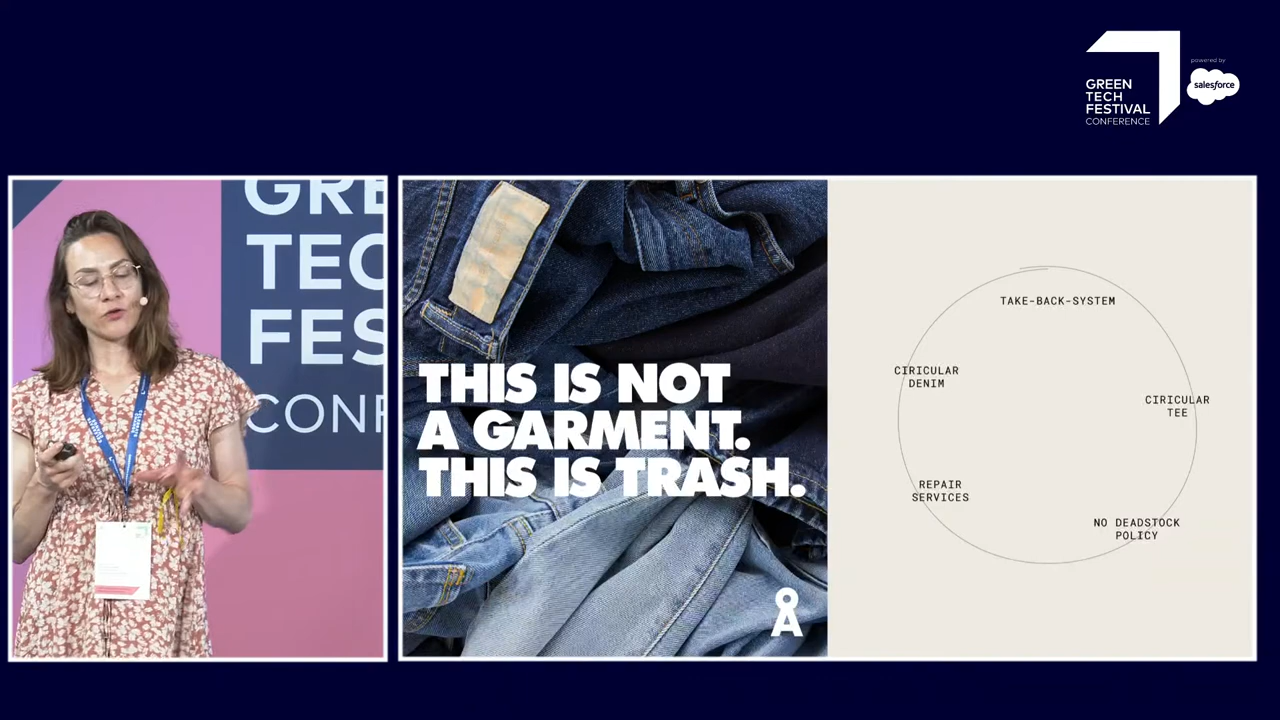 GREEN
TECH
FESTIVAL
CONFERENCE
powered by
salesforce
GRE
TEC
FES
CONF
THIS IS NOT
A GARMENT.
THIS IS TRASH.
TAKE-BACK-SYSTEM
CIRICULAR
DENIM
CIRICULAR
TEE
REPAIR
SERVICES
NO DEADSTOCK
POLICY